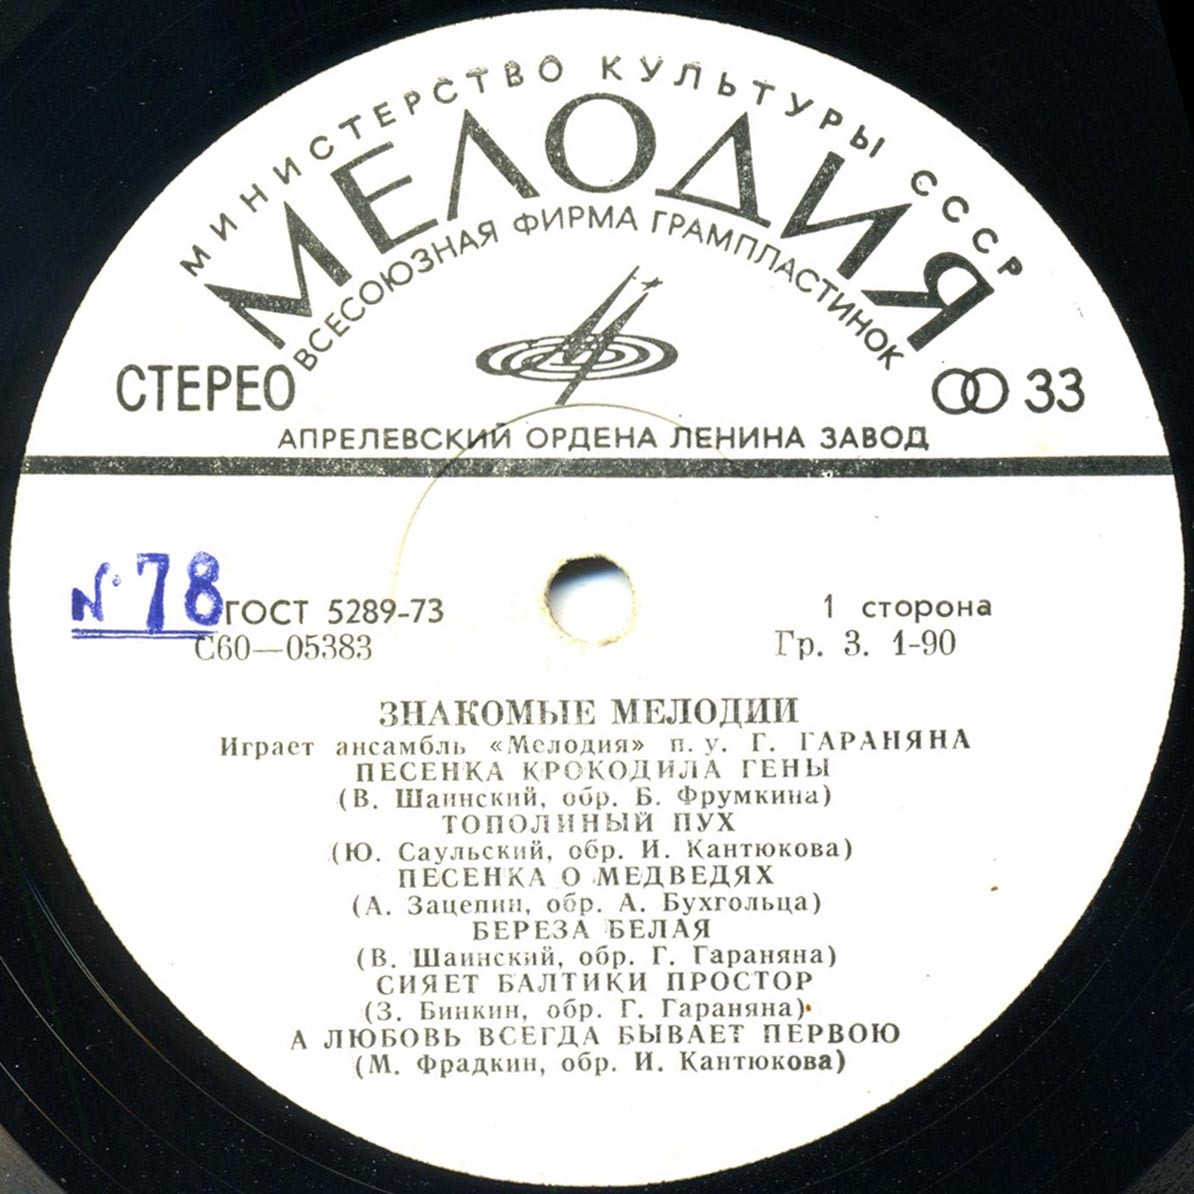 МИНИСТЕРСТВО КУЛЬТУРЫ СССР
МЕЛОДИЯ
ВСЕСОЮЗНАЯ ФИРМА ГРАМПЛАСТИНОК
СТЕРЕО
33
АПРЕЛЕВСКИЙ ОРДЕНА ЛЕНИНА ЗАВОД
№ 78
ГОСТ 5289-73
1 сторона
С60—05383
Гр. 3. 1-90
ЗНАКОМЫЕ МЕЛОДИИ
Играет ансамбль «Мелодия» п. у. Г. ГАРАНЯНА
ПЕСЕНКА КРОКОДИЛА ГЕНЫ
(В. Шаинский, обр. Б. Фрумкина)
ТОПОЛИНЫЙ ПУХ
(Ю. Саульский, обр. И. Кантюкова)
ПЕСЕНКА О МЕДВЕДЯХ
(А. Зацепин, обр. А. Бухгольца)
БЕРЕЗА БЕЛАЯ
(В. Шаинский, обр. Г. Гараняна)
СИЯЕТ БАЛТИКИ ПРОСТОР
(З. Бинкин, обр. Г. Гараняна)
А ЛЮБОВЬ ВСЕГДА БЫВАЕТ ПЕРВОЮ
(М. Фрадкин, обр. И. Кантюкова)